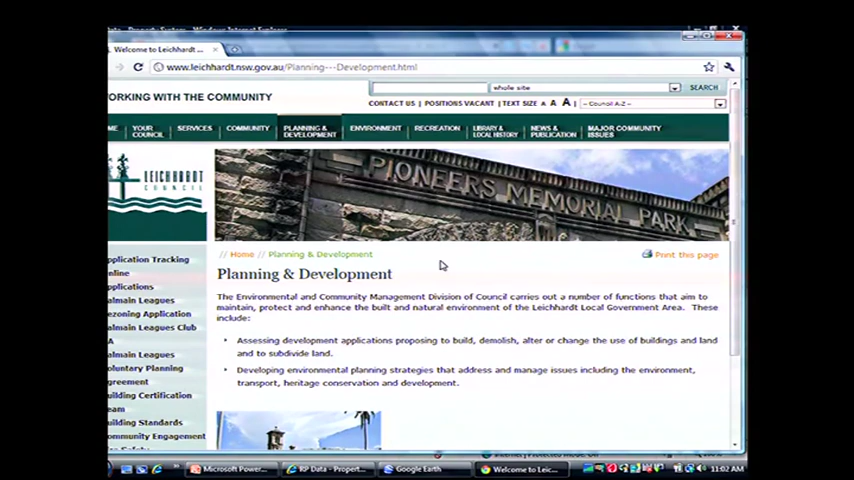 Welcome to Leichhardt ...
www.leichhardt.nsw.gov.au/Planning---Development.html
WORKING WITH THE COMMUNITY
whole site
SEARCH
CONTACT US | POSITIONS VACANT | TEXT SIZE A A A
-- Council A-Z --
ME
YOUR COUNCIL
SERVICES
COMMUNITY
PLANNING & DEVELOPMENT
ENVIRONMENT
RECREATION
LIBRARY & LOCAL HISTORY
NEWS & PUBLICATION
MAJOR COMMUNITY ISSUES
LEICHHARDT
COUNCIL
PIONEERS MEMORIAL PARK
// Home // Planning & Development
Print this page
Planning & Development
The Environmental and Community Management Division of Council carries out a number of functions that aim to
maintain, protect and enhance the built and natural environment of the Leichhardt Local Government Area. These
include:
Assessing development applications proposing to build, demolish, alter or change the use of buildings and land
and to subdivide land.
Developing environmental planning strategies that address and manage issues including the environment,
transport, heritage conservation and development.
pplication Tracking
nline
pplications
almain Leagues
ezoning Application
almain Leagues Club
A
almain Leagues
oluntary Planning
greement
uilding Certification
eam
uilding Standards
ommunity Engagement
Microsoft Power...
RP Data - Propert...
Google Earth
Welcome to Leic...
11:02 AM